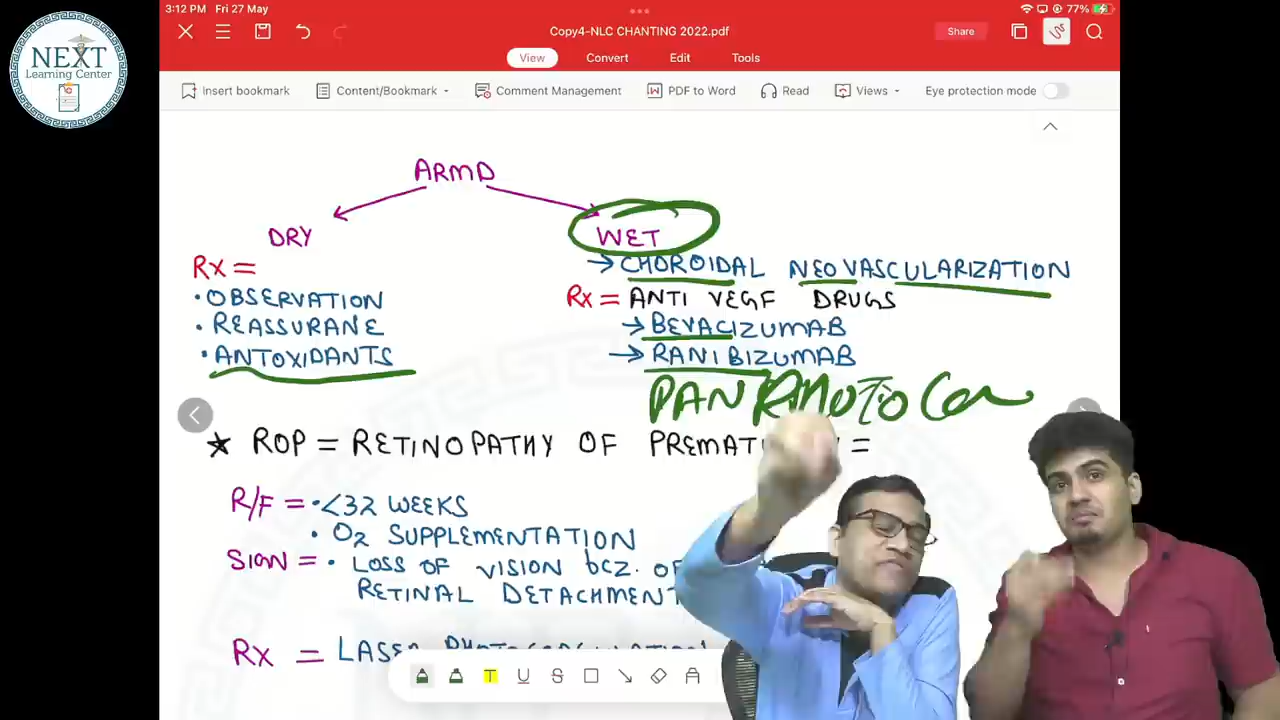 3:12 PM Fri 27 May
77%
NEXT
Learning Center
Copy4-NLC CHANTING 2022.pdf
Share
View Convert Edit Tools
Insert bookmark Content/Bookmark Comment Management PDF to Word Read Views Eye protection mode
ARMD
DRY
WET
→ CHOROIDAL NEOVASCULARIZATION
Rx =
• OBSERVATION
• REASSURANE
• ANTOXIDANTS
Rx = ANTI VEGF DRUGS
→ BEVACIZUMAB
→ RANIBIZUMAB
PAN PHOTO
★ ROP = RETINOPATHY OF =
R/F = • <32 WEEKS
• O2 SUPPLEMENTATION
SIGN = • LOSS OF VISION bcz. OF
RETINAL DETACHMENT
Rx = LASER